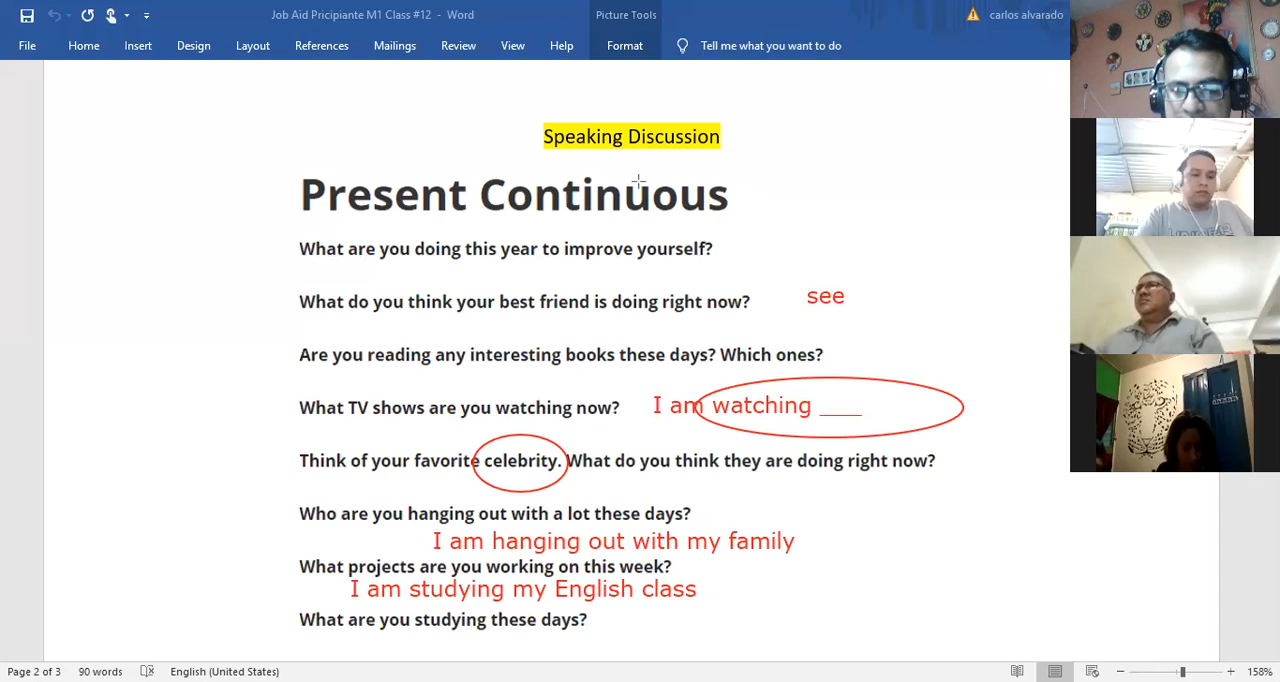 Job Aid Pricipiante M1 Class #12 - Word
Picture Tools
carlos alvarado
File Home Insert Design Layout References Mailings Review View Help Format Tell me what you want to do
Speaking Discussion
Present Continuous
What are you doing this year to improve yourself?
What do you think your best friend is doing right now? see
Are you reading any interesting books these days? Which ones?
What TV shows are you watching now? I am watching ___
Think of your favorite celebrity. What do you think they are doing right now?
Who are you hanging out with a lot these days?
I am hanging out with my family
What projects are you working on this week?
I am studying my English class
What are you studying these days?
Page 2 of 3 90 words English (United States) 158%